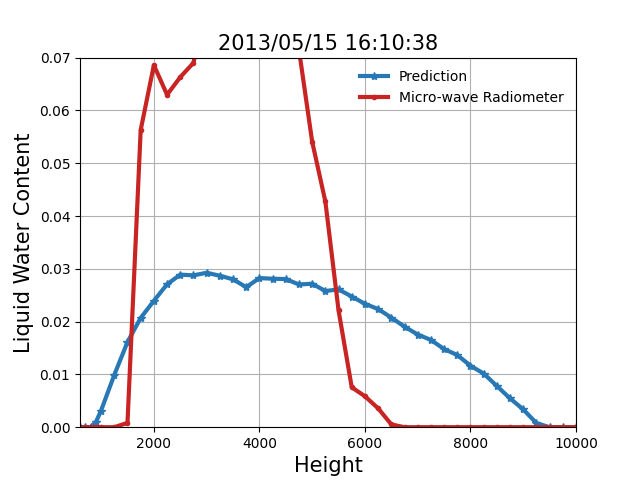 2013/05/15 16:10:38
0.07
0.06
0.05
0.04
0.03
0.02
0.01
0.00
Liquid Water Content
Prediction
Micro-wave Radiometer
2000 4000 6000 8000 10000
Height